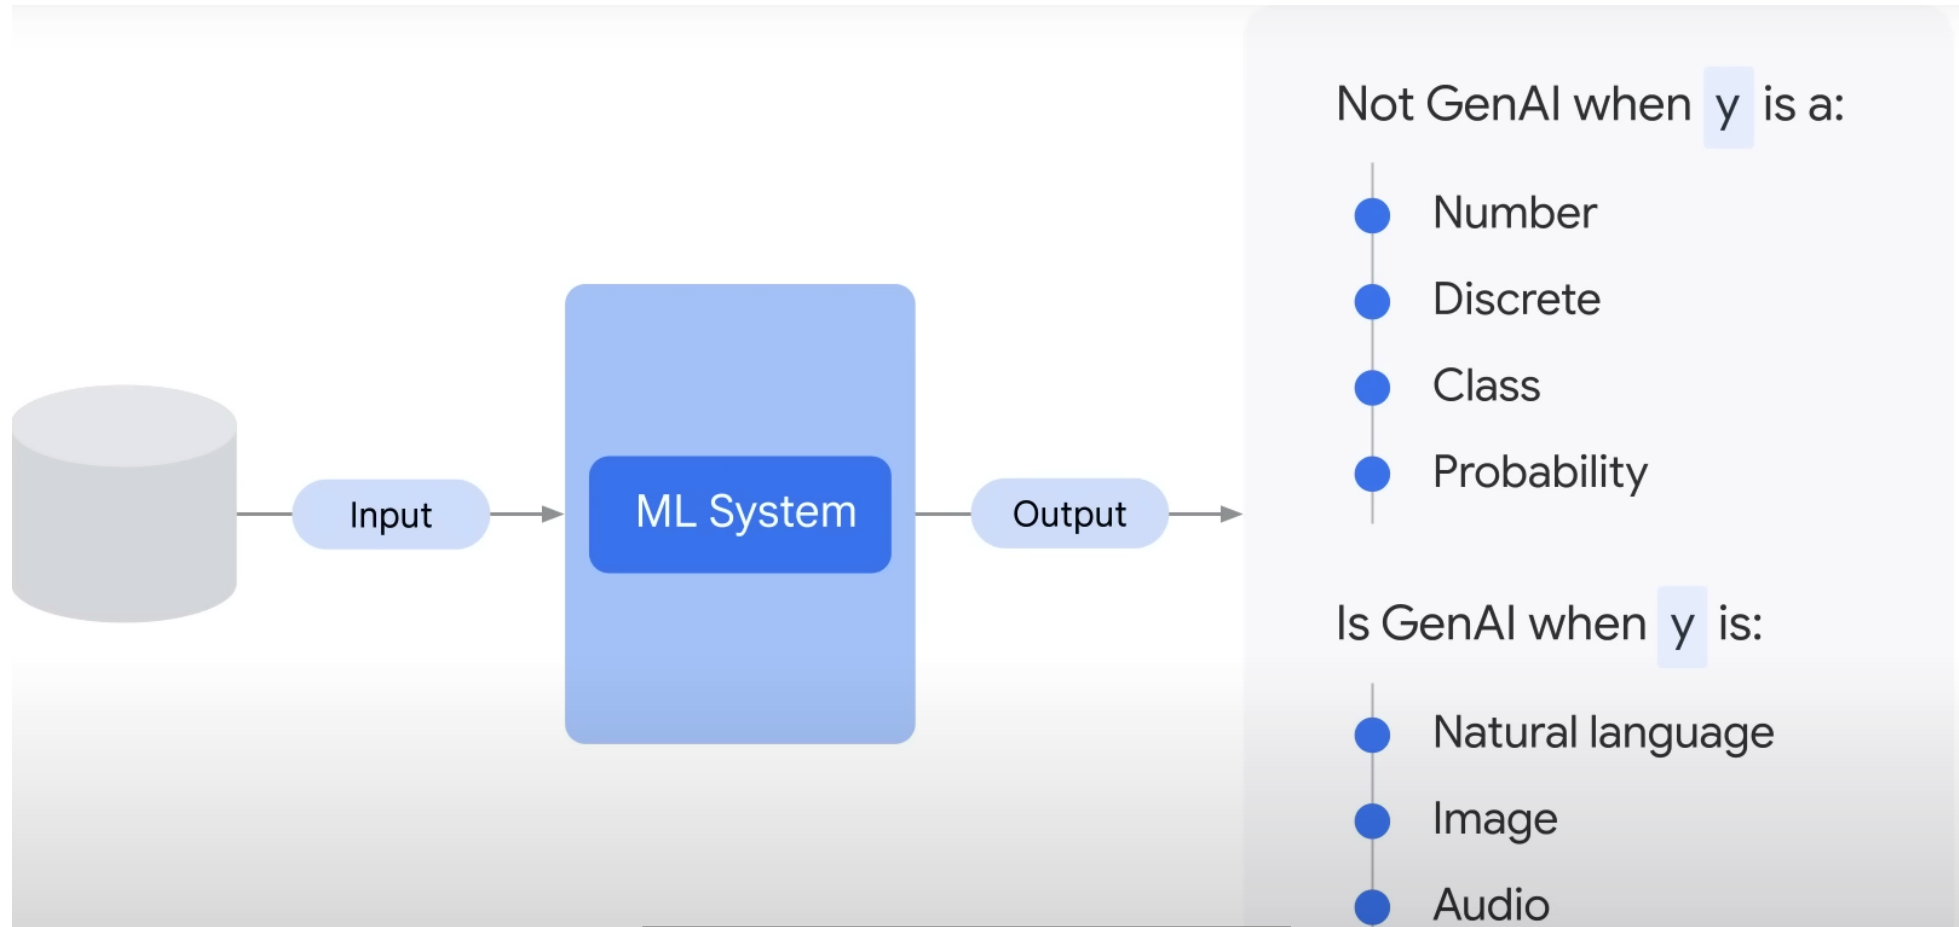 Not GenAI when y is a:
Number
Discrete
Class
Probability
Input
ML System
Output
Is GenAI when y is:
Natural language
Image
Audio